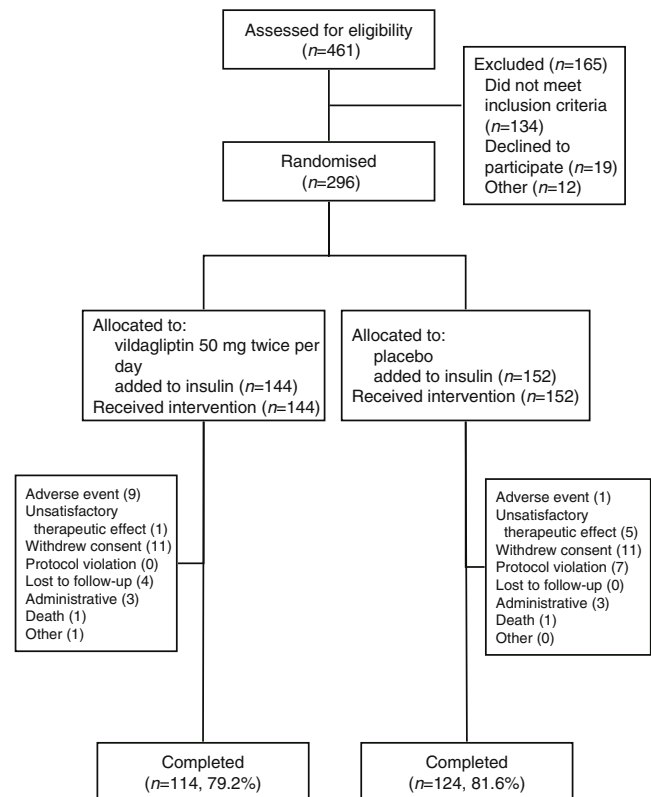 Assessed for eligibility
(n=461)
Excluded (n=165)
Did not meet
inclusion criteria
(n=134)
Declined to
participate (n=19)
Other (n=12)
Randomised
(n=296)
Allocated to:
vildagliptin 50 mg twice per
day
added to insulin (n=144)
Received intervention (n=144)
Allocated to:
placebo
added to insulin (n=152)
Received intervention (n=152)
Adverse event (9)
Unsatisfactory
therapeutic effect (1)
Withdrew consent (11)
Protocol violation (0)
Lost to follow-up (4)
Administrative (3)
Death (1)
Other (1)
Adverse event (1)
Unsatisfactory
therapeutic effect (5)
Withdrew consent (11)
Protocol violation (7)
Lost to follow-up (0)
Administrative (3)
Death (1)
Other (0)
Completed
(n=114, 79.2%)
Completed
(n=124, 81.6%)